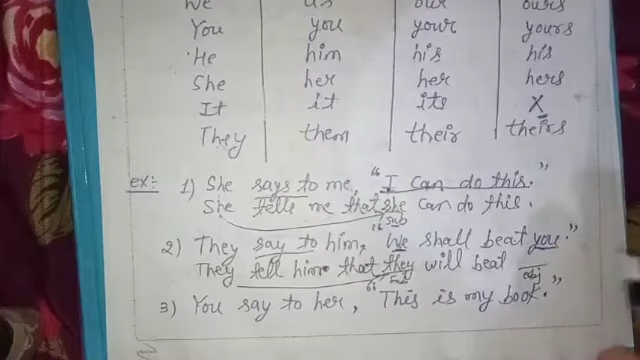 We us our ours
You you your yours
He him his his
She her her hers
It it its X
They them their theirs
ex:- 1) She says to me, "I can do this."
She tells me that she can do this.
sub
2) They say to him, "We shall beat you."
They tell him that they will beat
sub obj
3) You say to her, "This is my book."